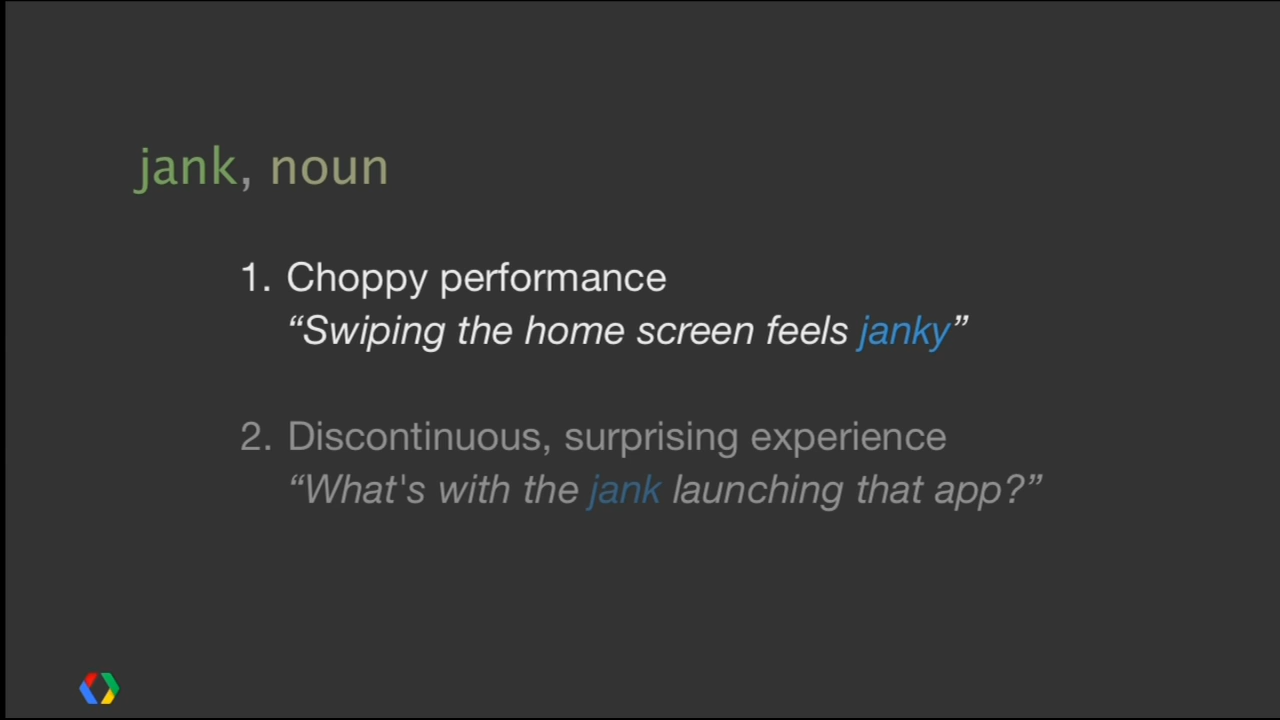 jank, noun
1. Choppy performance
“Swiping the home screen feels janky”
2. Discontinuous, surprising experience
“What's with the jank launching that app?”